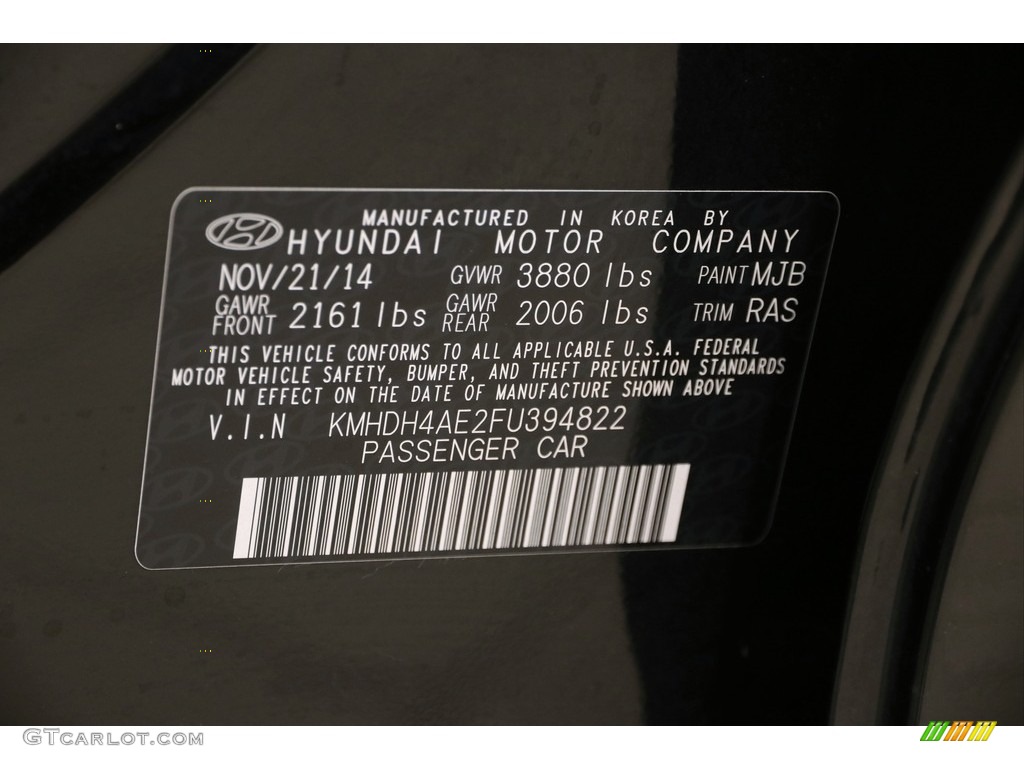 MANUFACTURED IN KOREA BY
HYUNDAI MOTOR COMPANY
NOV/21/14 GVWR 3880 lbs PAINT MJB
GAWR FRONT 2161 lbs GAWR REAR 2006 lbs TRIM RAS
THIS VEHICLE CONFORMS TO ALL APPLICABLE U.S.A. FEDERAL
MOTOR VEHICLE SAFETY, BUMPER, AND THEFT PREVENTION STANDARDS
IN EFFECT ON THE DATE OF MANUFACTURE SHOWN ABOVE
V.I.N KMHDH4AE2FU394822
PASSENGER CAR
GTCARLOT.COM